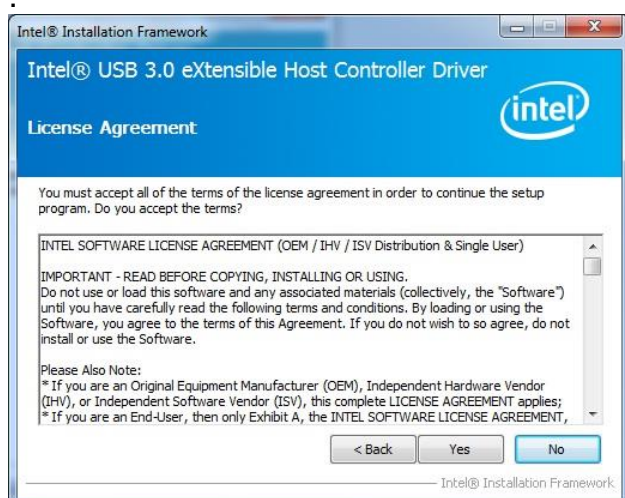 Intel® Installation Framework
Intel® USB 3.0 eXtensible Host Controller Driver
intel
License Agreement
You must accept all of the terms of the license agreement in order to continue the setup
program. Do you accept the terms?
INTEL SOFTWARE LICENSE AGREEMENT (OEM / IHV / ISV Distribution & Single User)
IMPORTANT - READ BEFORE COPYING, INSTALLING OR USING.
Do not use or load this software and any associated materials (collectively, the "Software")
until you have carefully read the following terms and conditions. By loading or using the
Software, you agree to the terms of this Agreement. If you do not wish to so agree, do not
install or use the Software.
Please Also Note:
* If you are an Original Equipment Manufacturer (OEM), Independent Hardware Vendor
(IHV), or Independent Software Vendor (ISV), this complete LICENSE AGREEMENT applies;
* If you are an End-User, then only Exhibit A, the INTEL SOFTWARE LICENSE AGREEMENT,
< Back Yes No
Intel® Installation Framework